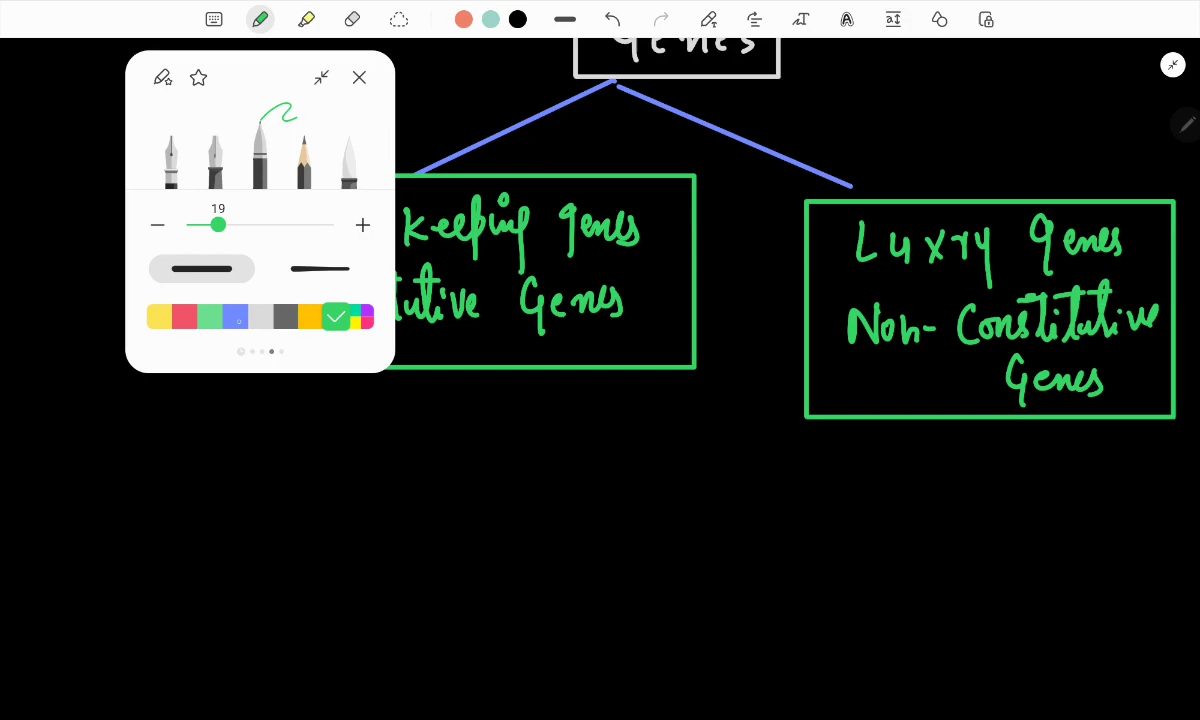 Genes
19
keeping genes
tutive Genes
Luxry Genes
Non-Constitutive
Genes